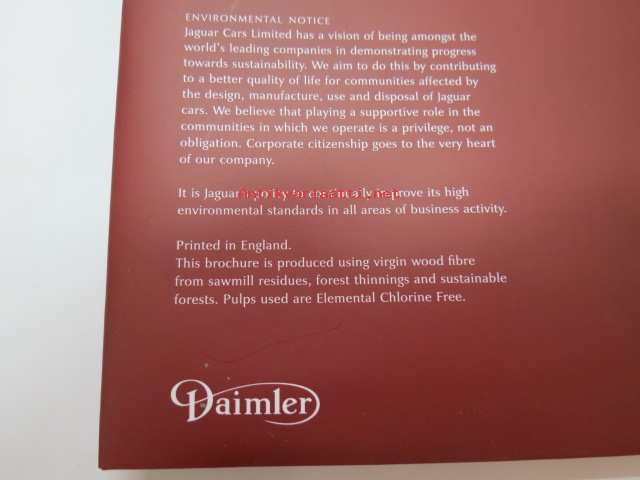 ENVIRONMENTAL NOTICE
Jaguar Cars Limited has a vision of being amongst the
world's leading companies in demonstrating progress
towards sustainability. We aim to do this by contributing
to a better quality of life for communities affected by
the design, manufacture, use and disposal of Jaguar
cars. We believe that playing a supportive role in the
communities in which we operate is a privilege, not an
obligation. Corporate citizenship goes to the very heart
of our company.
It is Jaguar policy to continually improve its high
environmental standards in all areas of business activity.
Printed in England.
This brochure is produced using virgin wood fibre
from sawmill residues, forest thinnings and sustainable
forests. Pulps used are Elemental Chlorine Free.
Daimler